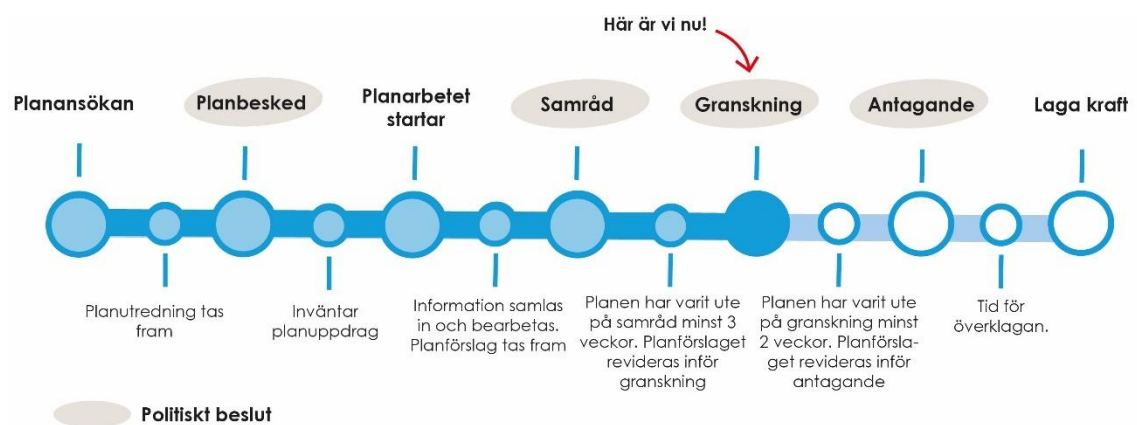 Här är vi nu!
Planansökan
Planbesked
Planarbetet
startar
Samråd
Granskning
Antagande
Laga kraft
Planutredning tas
fram
Inväntar
planuppdrag
Information samlas
in och bearbetas.
Planförslag tas fram
Planen har varit ute
på samråd minst 3
veckor. Planförslaget
revideras inför
granskning
Planen har varit ute
på granskning minst
2 veckor. Planförsla-
get revideras inför
antagande
Tid för
överklagan.
Politiskt beslut